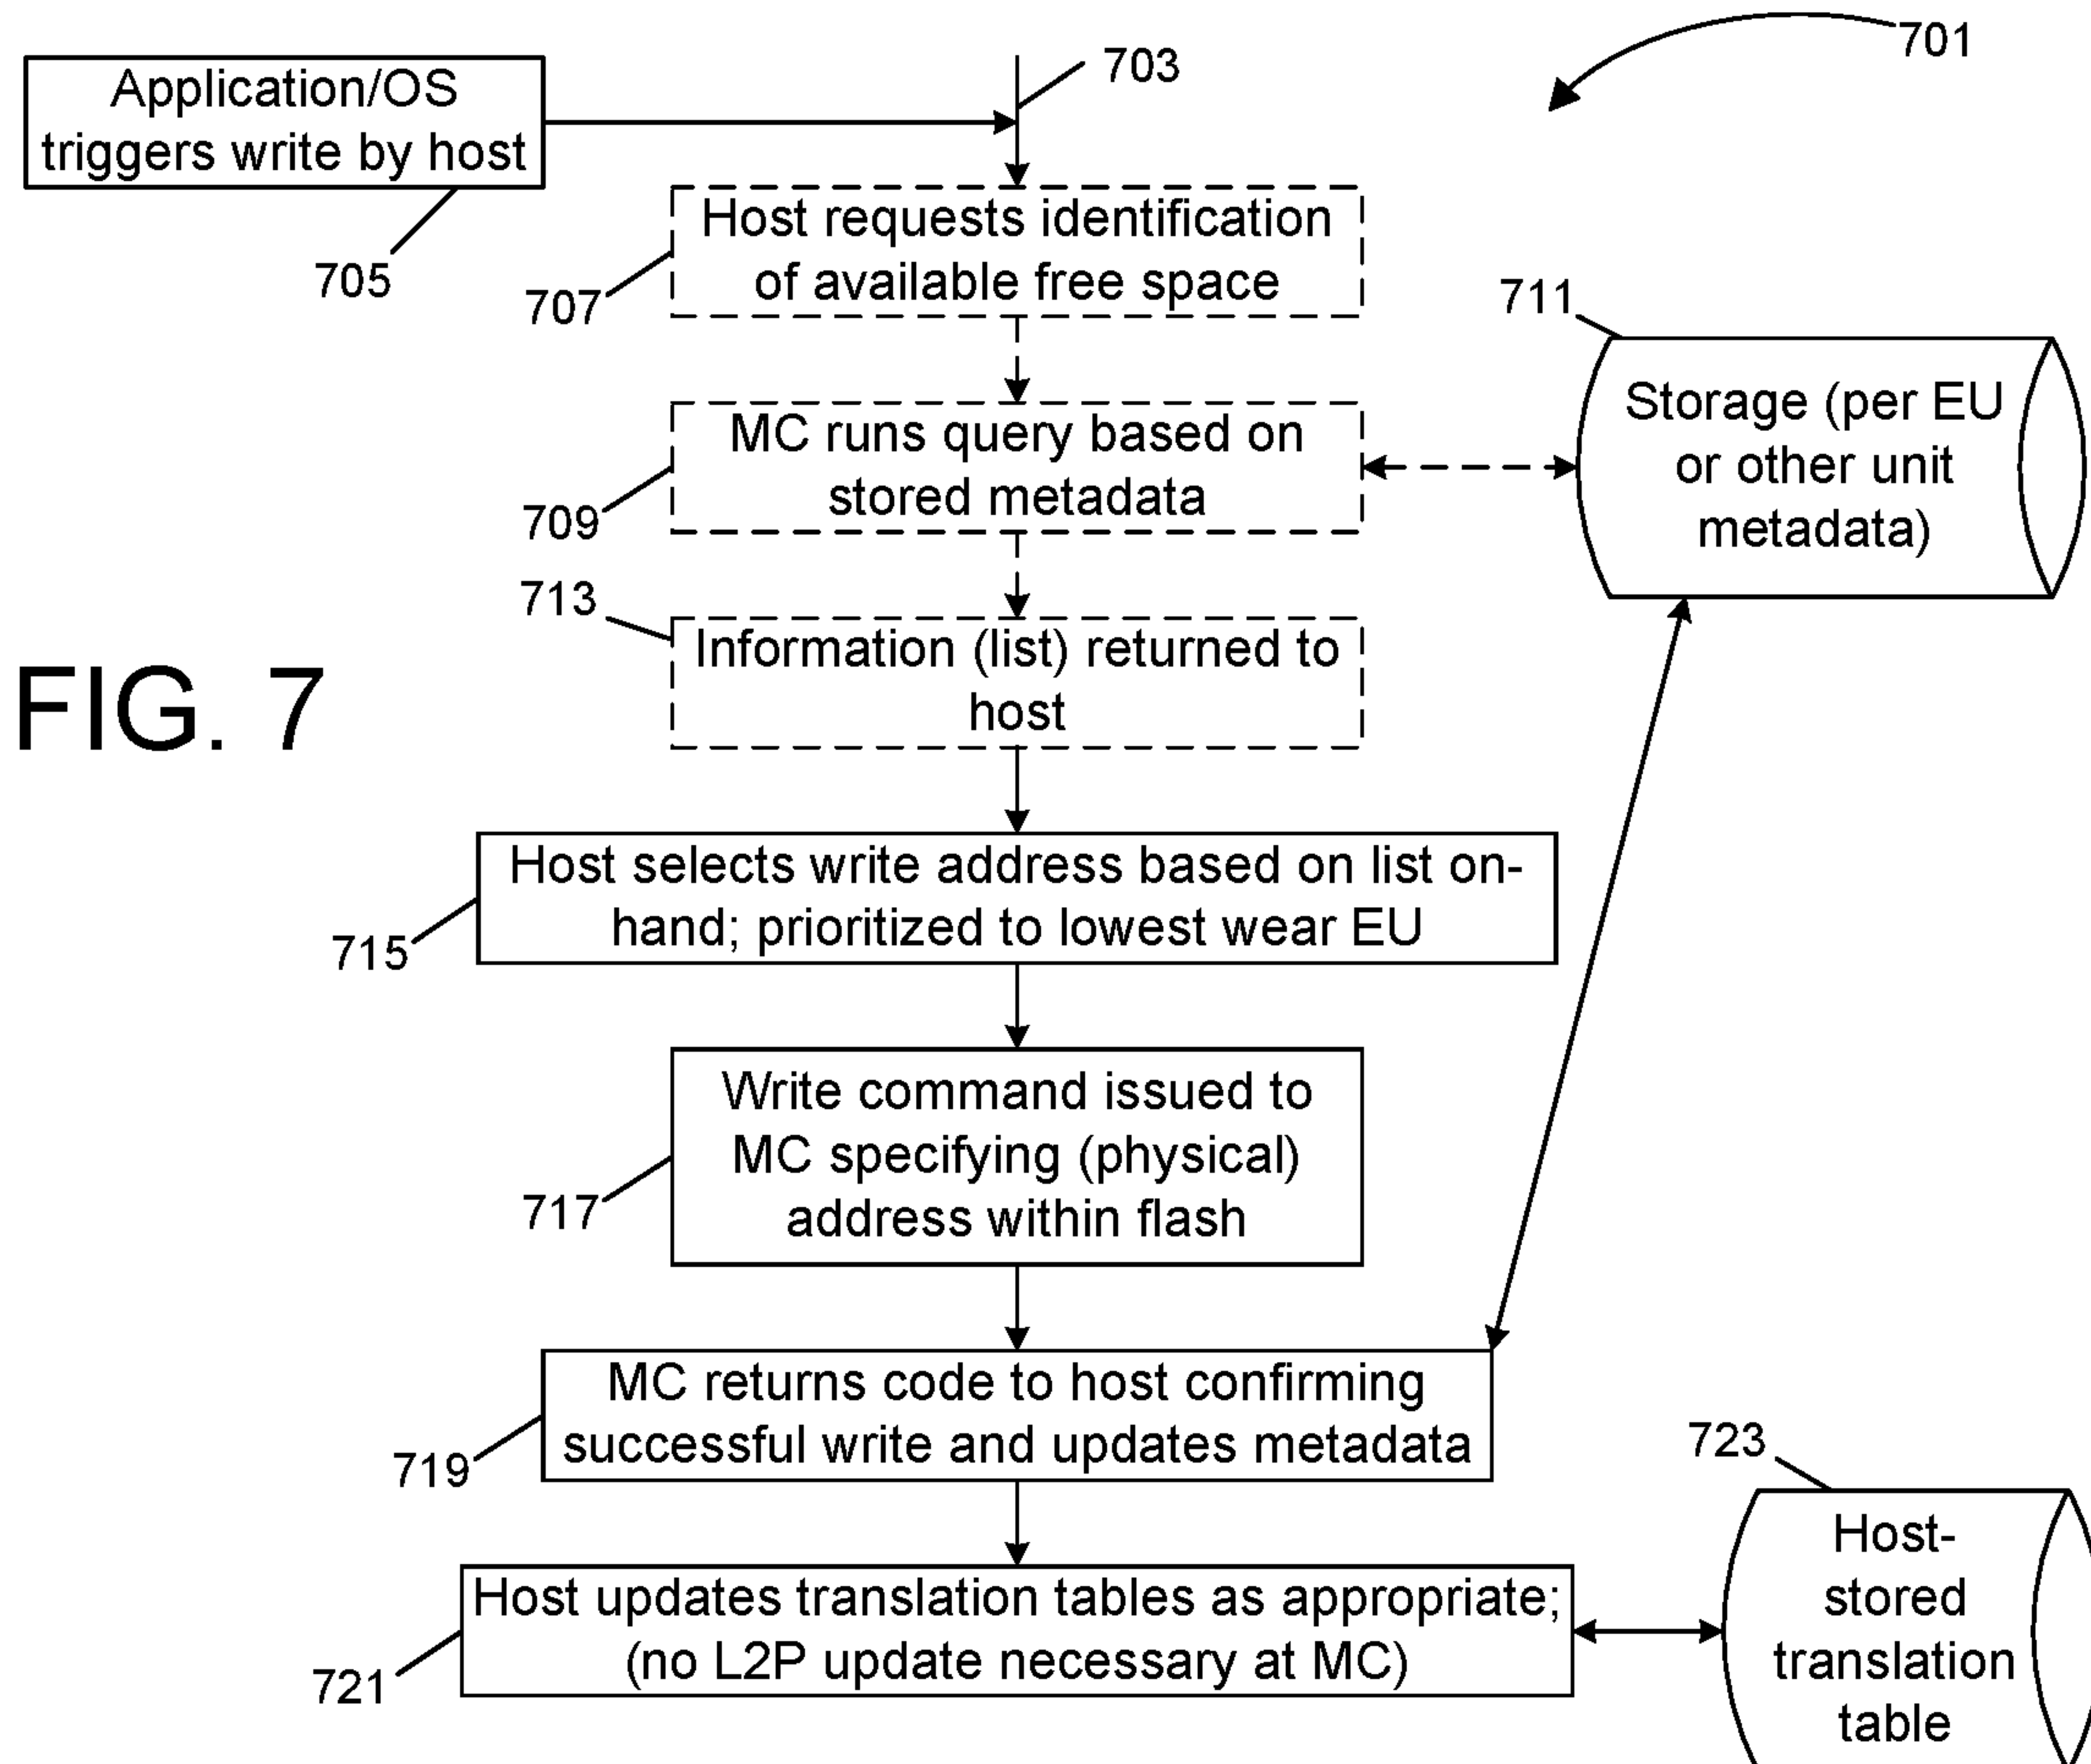 701
703
Application/OS
triggers write by host
705
Host requests identification
of available free space
707
711
Storage (per EU
or other unit
metadata)
MC runs query based on
stored metadata
709
713
Information (list) returned to
host
FIG. 7
Host selects write address based on list on-
hand; prioritized to lowest wear EU
715
Write command issued to
MC specifying (physical)
address within flash
717
MC returns code to host confirming
successful write and updates metadata
719
723
Host-
stored
translation
table
Host updates translation tables as appropriate;
(no L2P update necessary at MC)
721